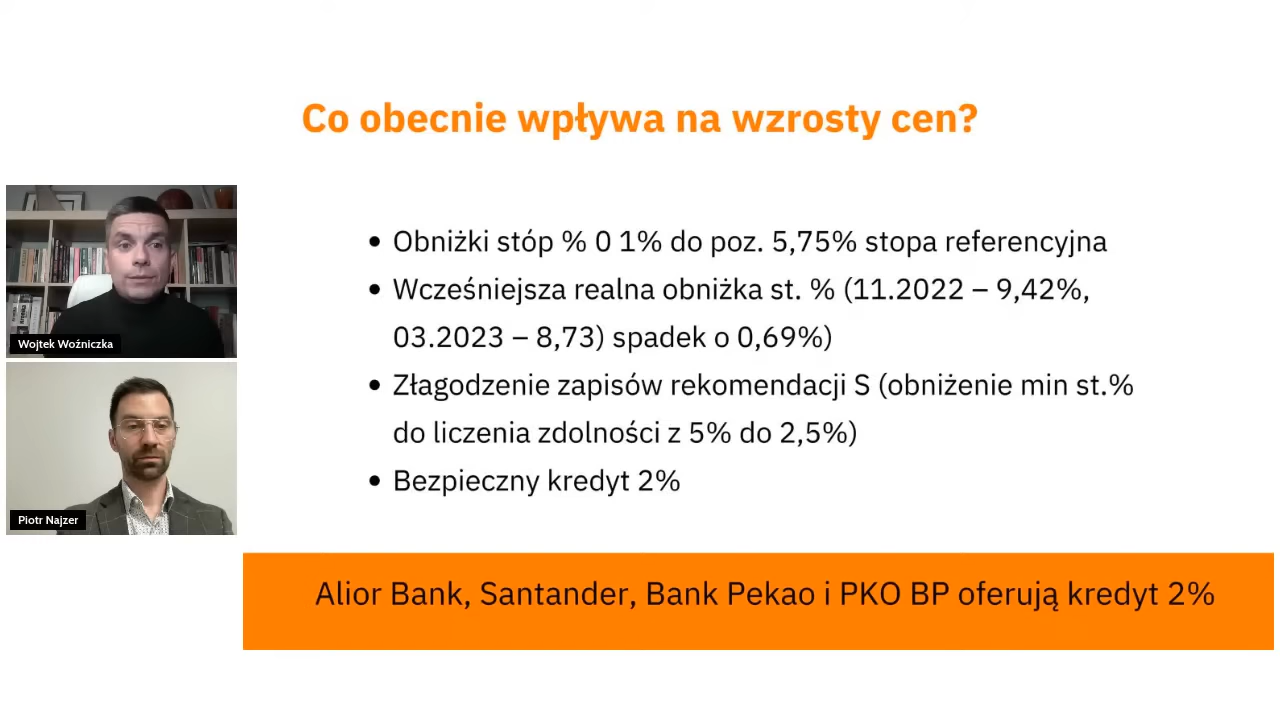 Co obecnie wpływa na wzrosty cen?
Wojtek Woźniczka
Piotr Najzer
• Obniżki stóp % 0 1% do poz. 5,75% stopa referencyjna
• Wcześniejsza realna obniżka st. % (11.2022 – 9,42%,
03.2023 – 8,73) spadek o 0,69%)
• Złagodzenie zapisów rekomendacji S (obniżenie min st.%
do liczenia zdolności z 5% do 2,5%)
• Bezpieczny kredyt 2%
Alior Bank, Santander, Bank Pekao i PKO BP oferują kredyt 2%